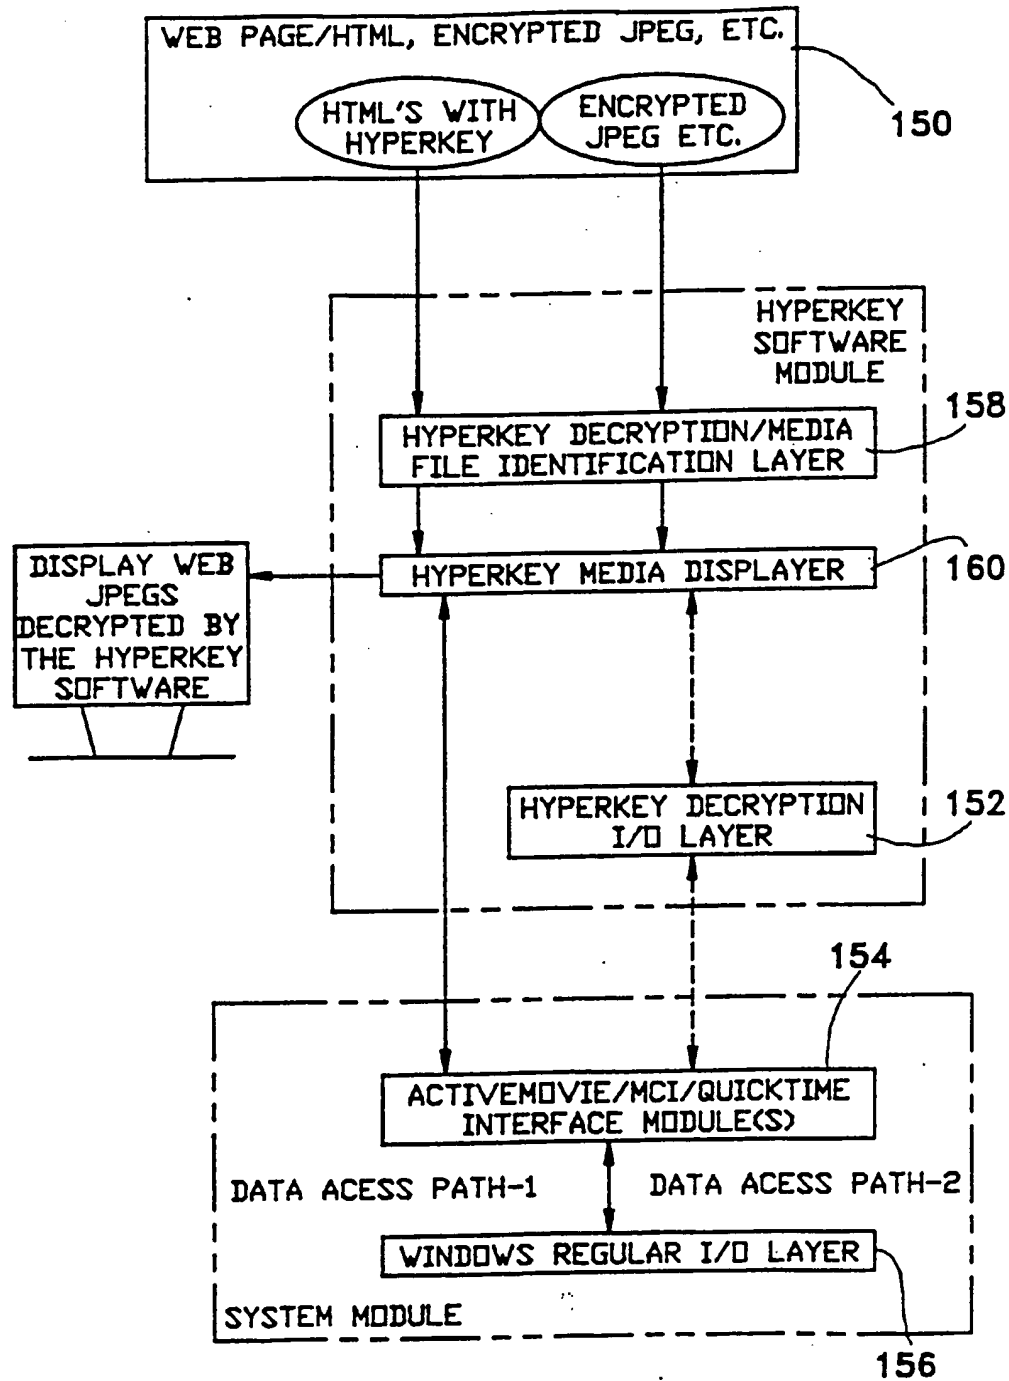 WEB PAGE/HTML, ENCRYPTED JPEG, ETC.
HTML'S WITH
HYPERKEY
ENCRYPTED
JPEG ETC.
150
HYPERKEY
SOFTWARE
MODULE
158
HYPERKEY DECRYPTION/MEDIA
FILE IDENTIFICATION LAYER
160
HYPERKEY MEDIA DISPLAYER
DISPLAY WEB
JPEGS
DECRYPTED BY
THE HYPERKEY
SOFTWARE
152
HYPERKEY DECRYPTION
I/O LAYER
154
ACTIVEMOVIE/MCI/QUICKTIME
INTERFACE MODULE(S)
DATA ACESS PATH-1
DATA ACESS PATH-2
WINDOWS REGULAR I/O LAYER
SYSTEM MODULE
156